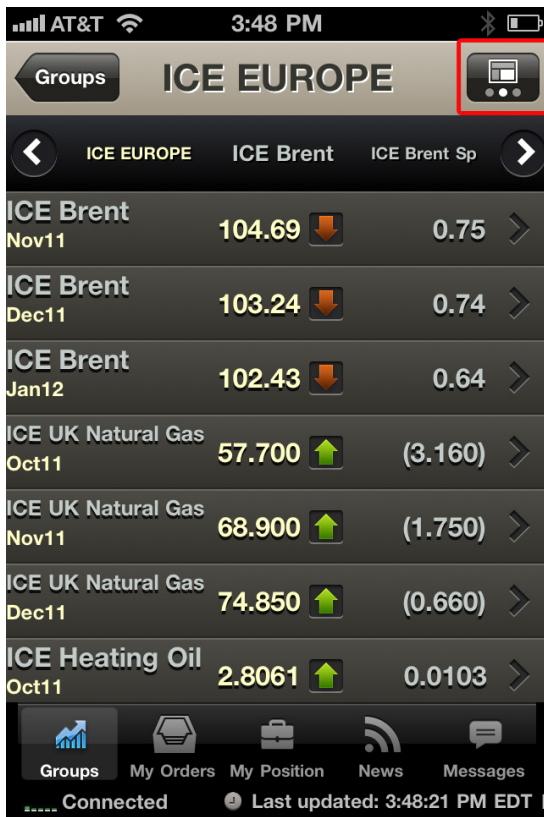 AT&T 3:48 PM
Groups ICE EUROPE
ICE EUROPE ICE Brent ICE Brent Sp
ICE Brent
Nov11 104.69 0.75
ICE Brent
Dec11 103.24 0.74
ICE Brent
Jan12 102.43 0.64
ICE UK Natural Gas
Oct11 57.700 (3.160)
ICE UK Natural Gas
Nov11 68.900 (1.750)
ICE UK Natural Gas
Dec11 74.850 (0.660)
ICE Heating Oil
Oct11 2.8061 0.0103
Groups My Orders My Position News Messages
Connected Last updated: 3:48:21 PM EDT